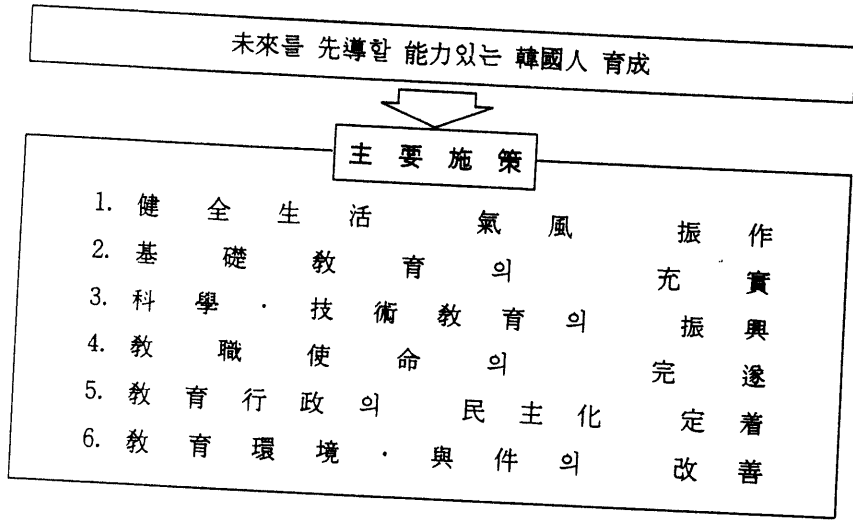 未來를 先導할 能力있는 韓國人 育成
主要施策
1. 健全生活 氣風 振作
2. 基礎敎育의 充實
3. 科學·技術敎育의 振興
4. 敎職使命의 完遂
5. 敎育行政의 民主化 定着
6. 敎育環境·與件의 改善